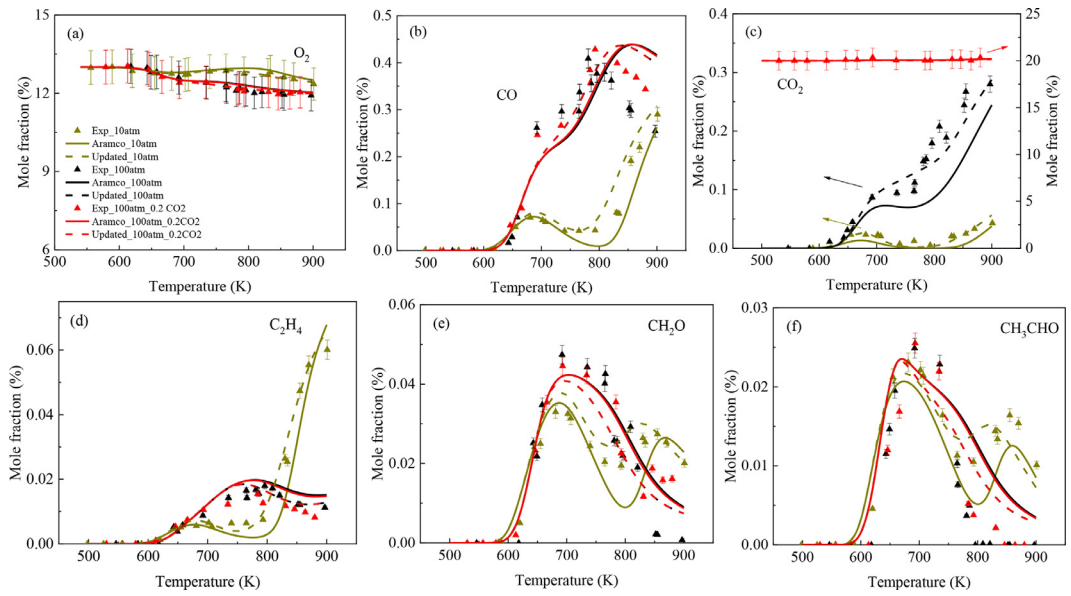 (a)
O₂
Mole fraction (%)
15
12
9
6
Exp_10atm
Aramco_10atm
Updated_10atm
Exp_100atm
Aramco_100atm
Updated_100atm
Exp_100atm_0.2 CO2
Aramco_100atm_0.2CO2
Updated_100atm_0.2CO2
500 600 700 800 900
Temperature (K)
(b)
CO
Mole fraction (%)
0.5
0.4
0.3
0.2
0.1
0.0
500 600 700 800 900
Temperature (K)
(c)
CO₂
Mole fraction (%)
0.4
0.3
0.2
0.1
0
25
20
15
10
5
0
Mole fraction (%)
500 600 700 800 900
Temperature (K)
(d)
C₂H₄
Mole fraction (%)
0.06
0.04
0.02
0.00
500 600 700 800 900
Temperature (K)
(e)
CH₂O
Mole fraction (%)
0.06
0.04
0.02
0.00
500 600 700 800 900
Temperature (K)
(f)
CH₃CHO
Mole fraction (%)
0.03
0.02
0.01
0.00
500 600 700 800 900
Temperature (K)